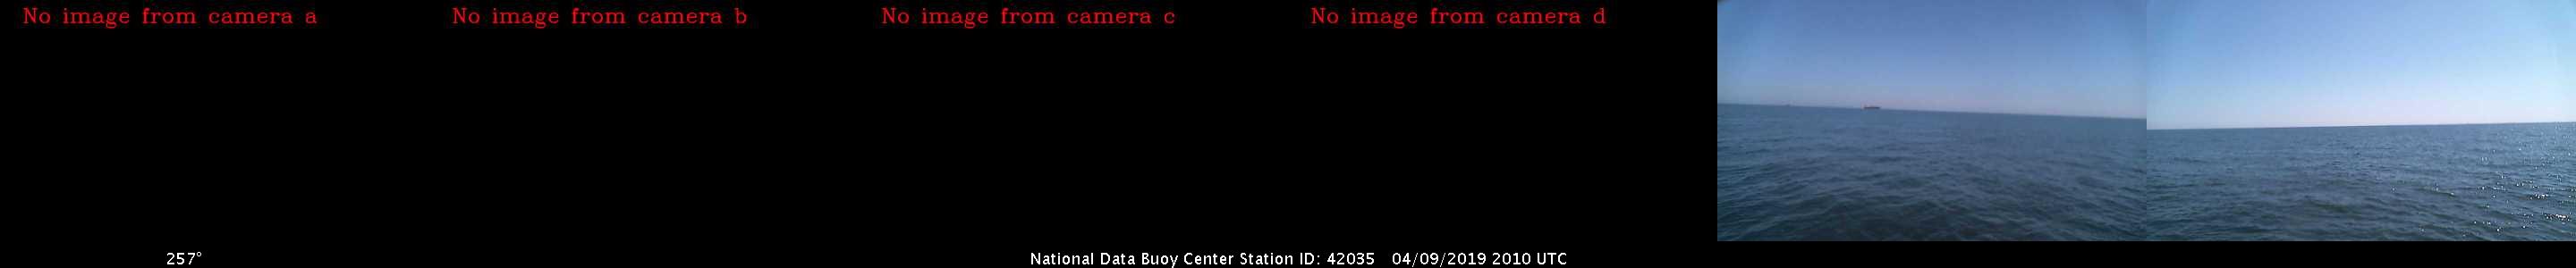 No image from camera a
No image from camera b
No image from camera c
No image from camera d
257°
National Data Buoy Center Station ID: 42035 04/09/2019 2010 UTC